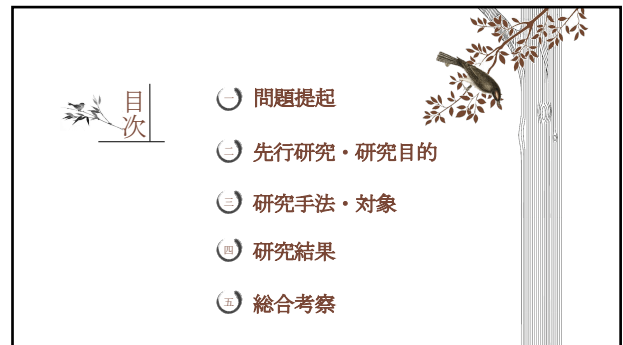 目次
一 問題提起
二 先行研究・研究目的
三 研究手法・対象
四 研究結果
五 総合考察